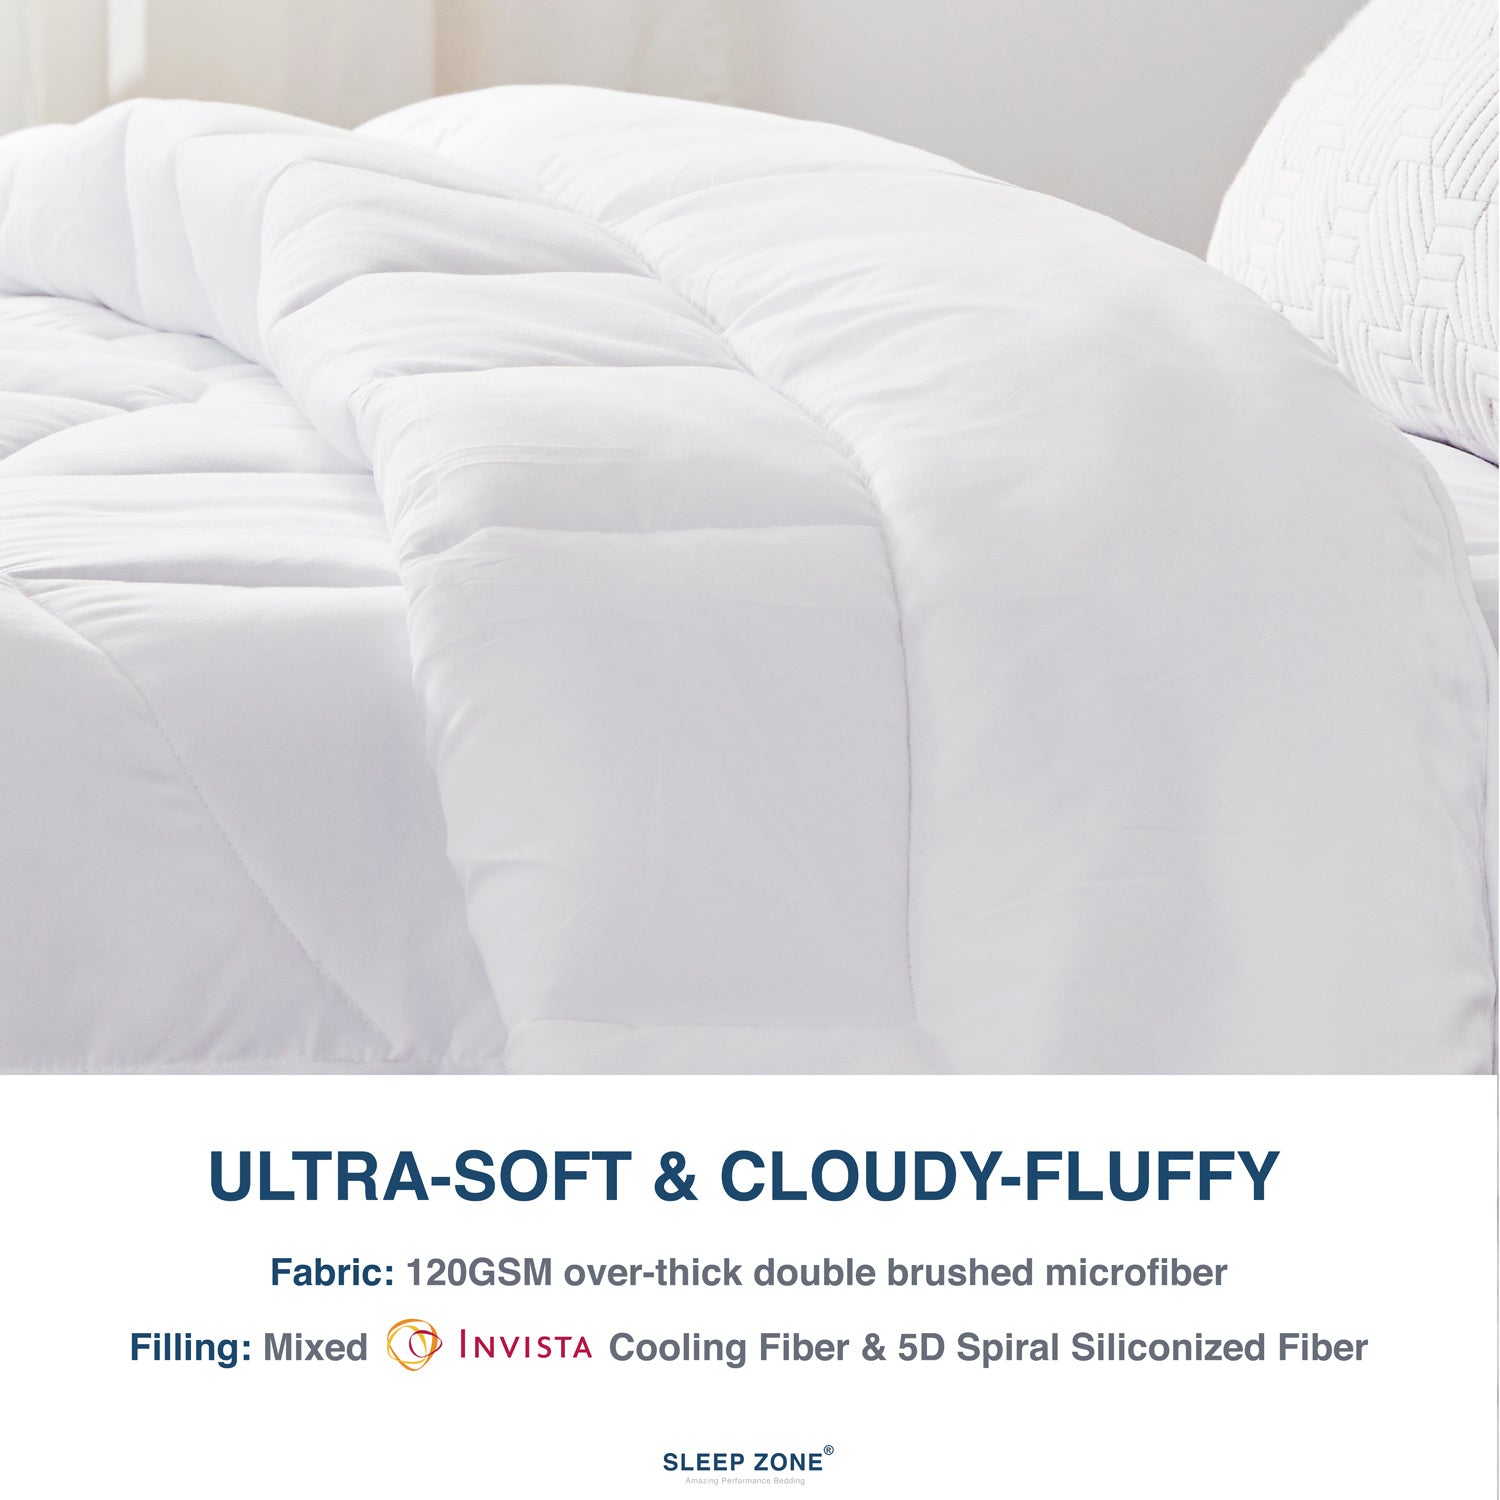 ULTRA-SOFT & CLOUDY-FLUFFY
Fabric: 120GSM over-thick double brushed microfiber
Filling: Mixed INVISTA Cooling Fiber & 5D Spiral Siliconized Fiber
SLEEP ZONE®
Amazing Performance Bedding